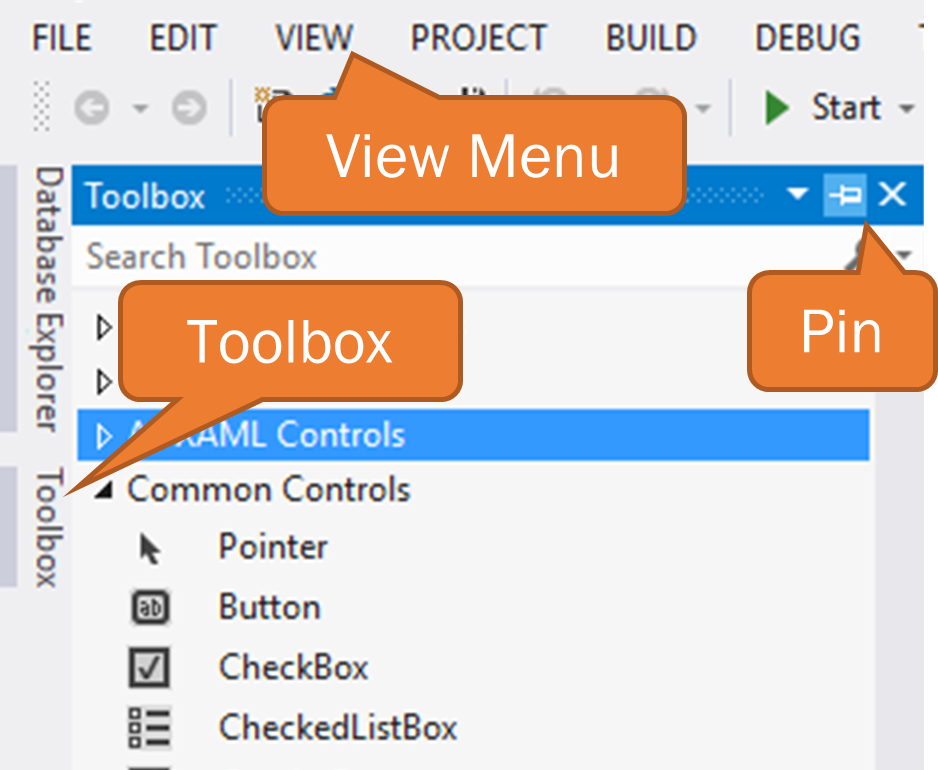 FILE EDIT VIEW PROJECT BUILD DEBUG
Start
View Menu
Toolbox
Search Toolbox
Pin
Toolbox
XAML Controls
Common Controls
Pointer
Button
CheckBox
CheckedListBox
Database Explorer
Toolbox